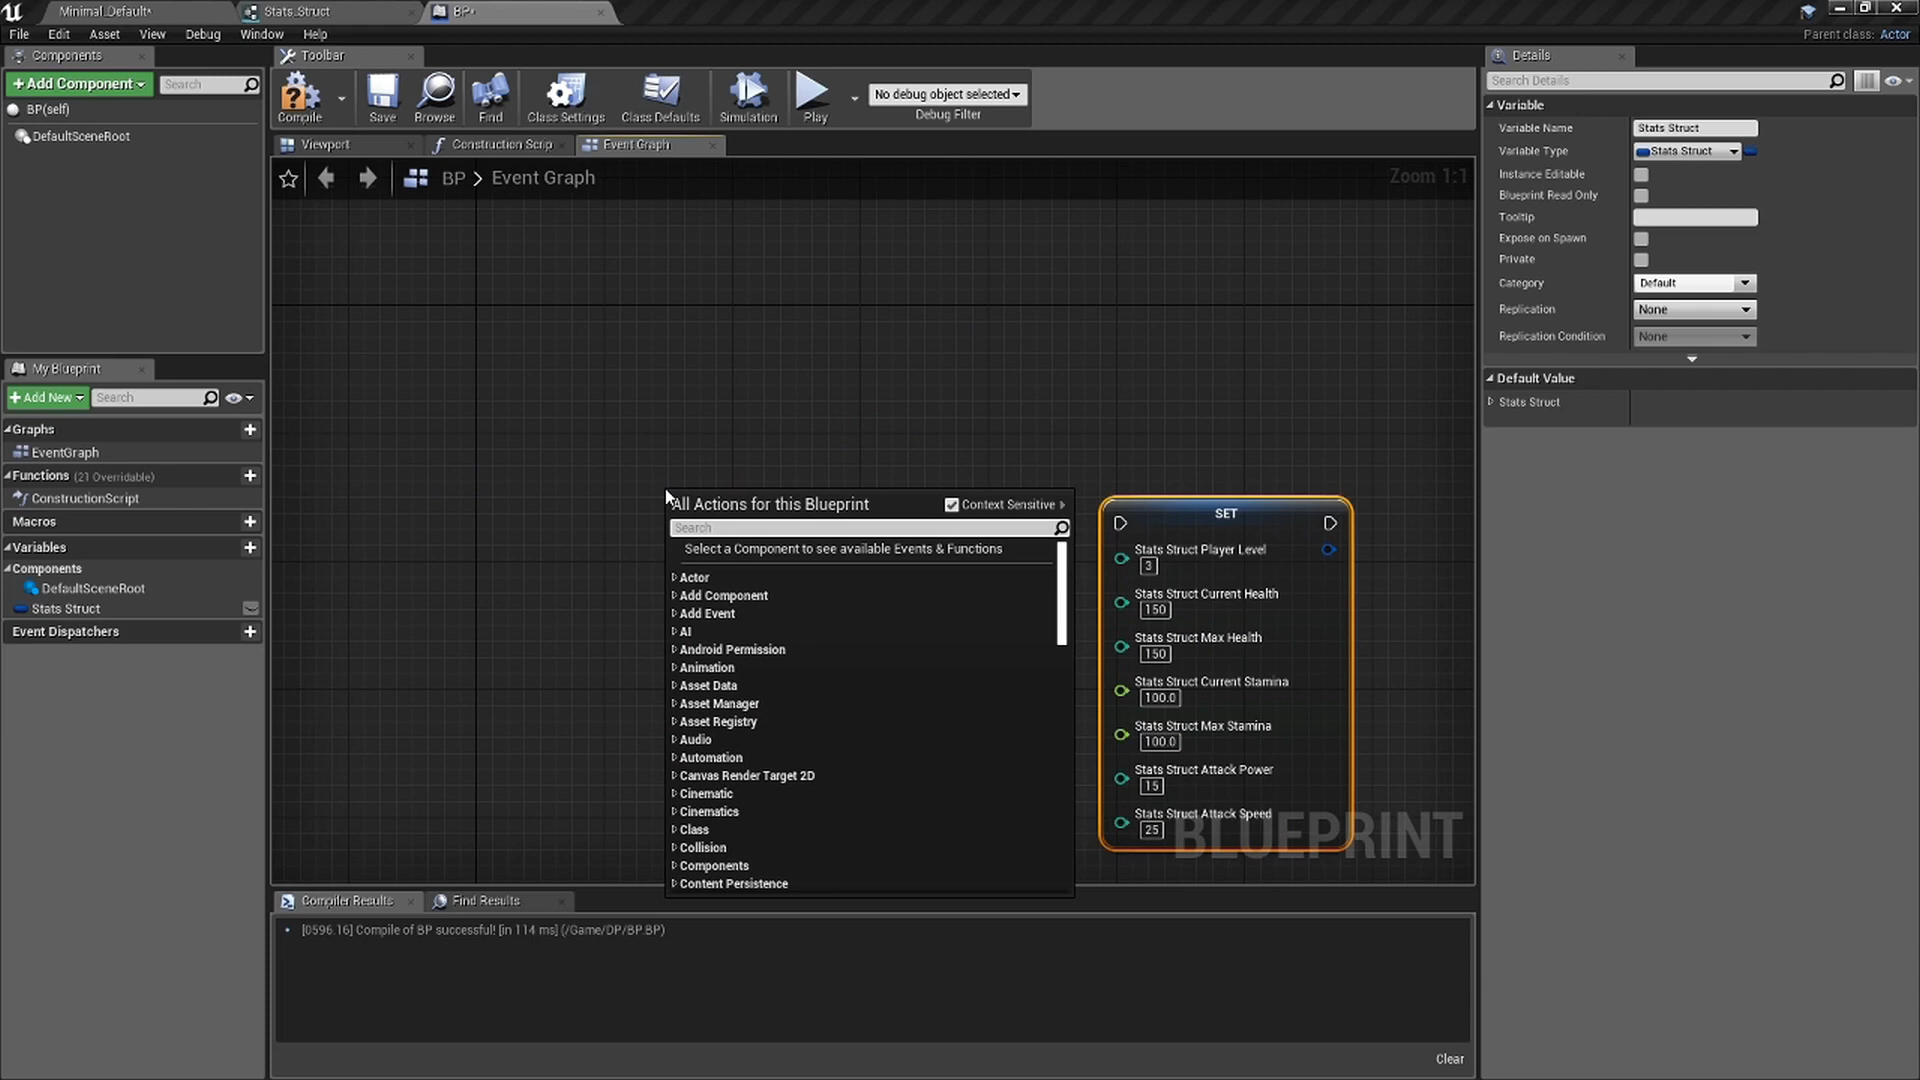 Minimal_Default*
Stats_Struct
BP*
File
Edit
Asset
View
Debug
Window
Help
Parent class: Actor
Components
+Add Component
Search
BP(self)
DefaultSceneRoot
Toolbar
Compile
Save
Browse
Find
Class Settings
Class Defaults
Simulation
Play
No debug object selected
Debug Filter
Viewport
Construction Scrip
Event Graph
BP > Event Graph
Zoom 1:1
My Blueprint
+Add New
Search
Graphs
EventGraph
Functions (21 Overridable)
ConstructionScript
Macros
Variables
Components
DefaultSceneRoot
Stats Struct
Event Dispatchers
All Actions for this Blueprint
Context Sensitive
Search
Select a Component to see available Events & Functions
Actor
Add Component
Add Event
AI
Android Permission
Animation
Asset Data
Asset Manager
Asset Registry
Audio
Automation
Canvas Render Target 2D
Cinematic
Cinematics
Class
Collision
Components
Content Persistence
SET
Stats Struct Player Level
3
Stats Struct Current Health
150
Stats Struct Max Health
150
Stats Struct Current Stamina
100.0
Stats Struct Max Stamina
100.0
Stats Struct Attack Power
15
Stats Struct Attack Speed
25
BLUEPRINT
Compiler Results
Find Results
[0596.16] Compile of BP successful! [in 114 ms] (/Game/DP/BP.BP)
Clear
Details
Search Details
Variable
Variable Name
Stats Struct
Variable Type
Stats Struct
Instance Editable
Blueprint Read Only
Tooltip
Expose on Spawn
Private
Category
Default
Replication
None
Replication Condition
None
Default Value
Stats Struct